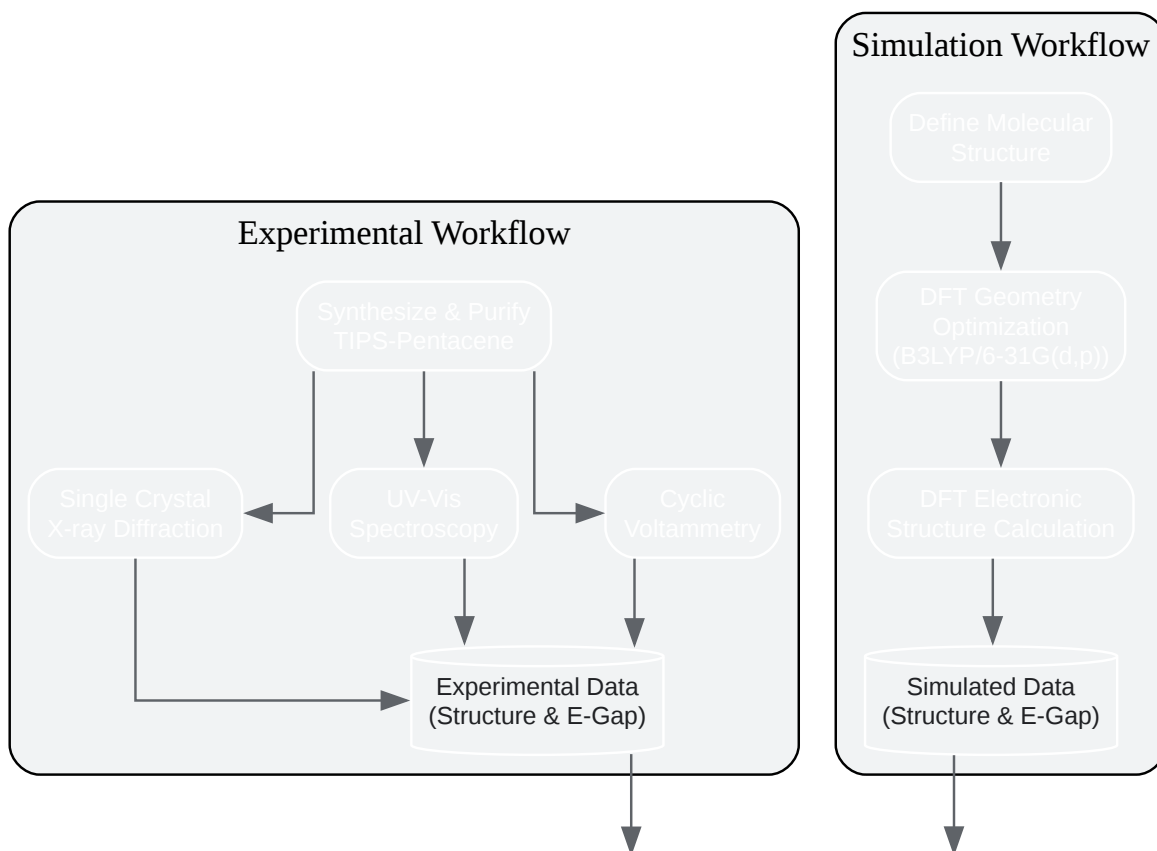 Simulation Workflow
Define Molecular
Structure
DFT Geometry
Optimization
(B3LYP/6-31G(d,p))
DFT Electronic
Structure Calculation
Simulated Data
(Structure & E-Gap)
Experimental Workflow
Synthesize & Purify
TIPS-Pentacene
Single Crystal
X-ray Diffraction
UV-Vis
Spectroscopy
Cyclic
Voltammetry
Experimental Data
(Structure & E-Gap)